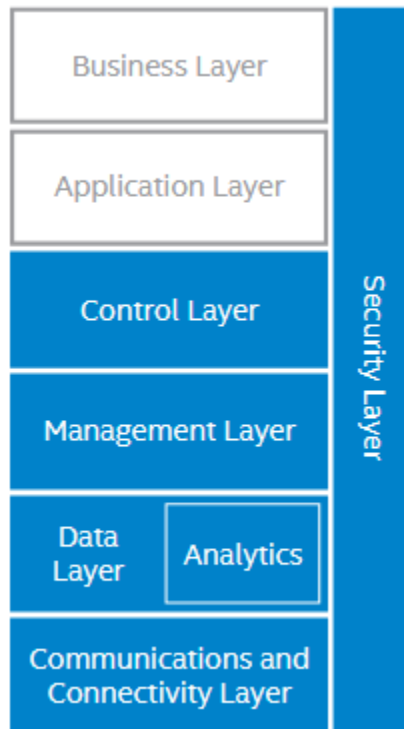 Business Layer
Application Layer
Control Layer
Management Layer
Data
Layer
Analytics
Communications and
Connectivity Layer
Security Layer